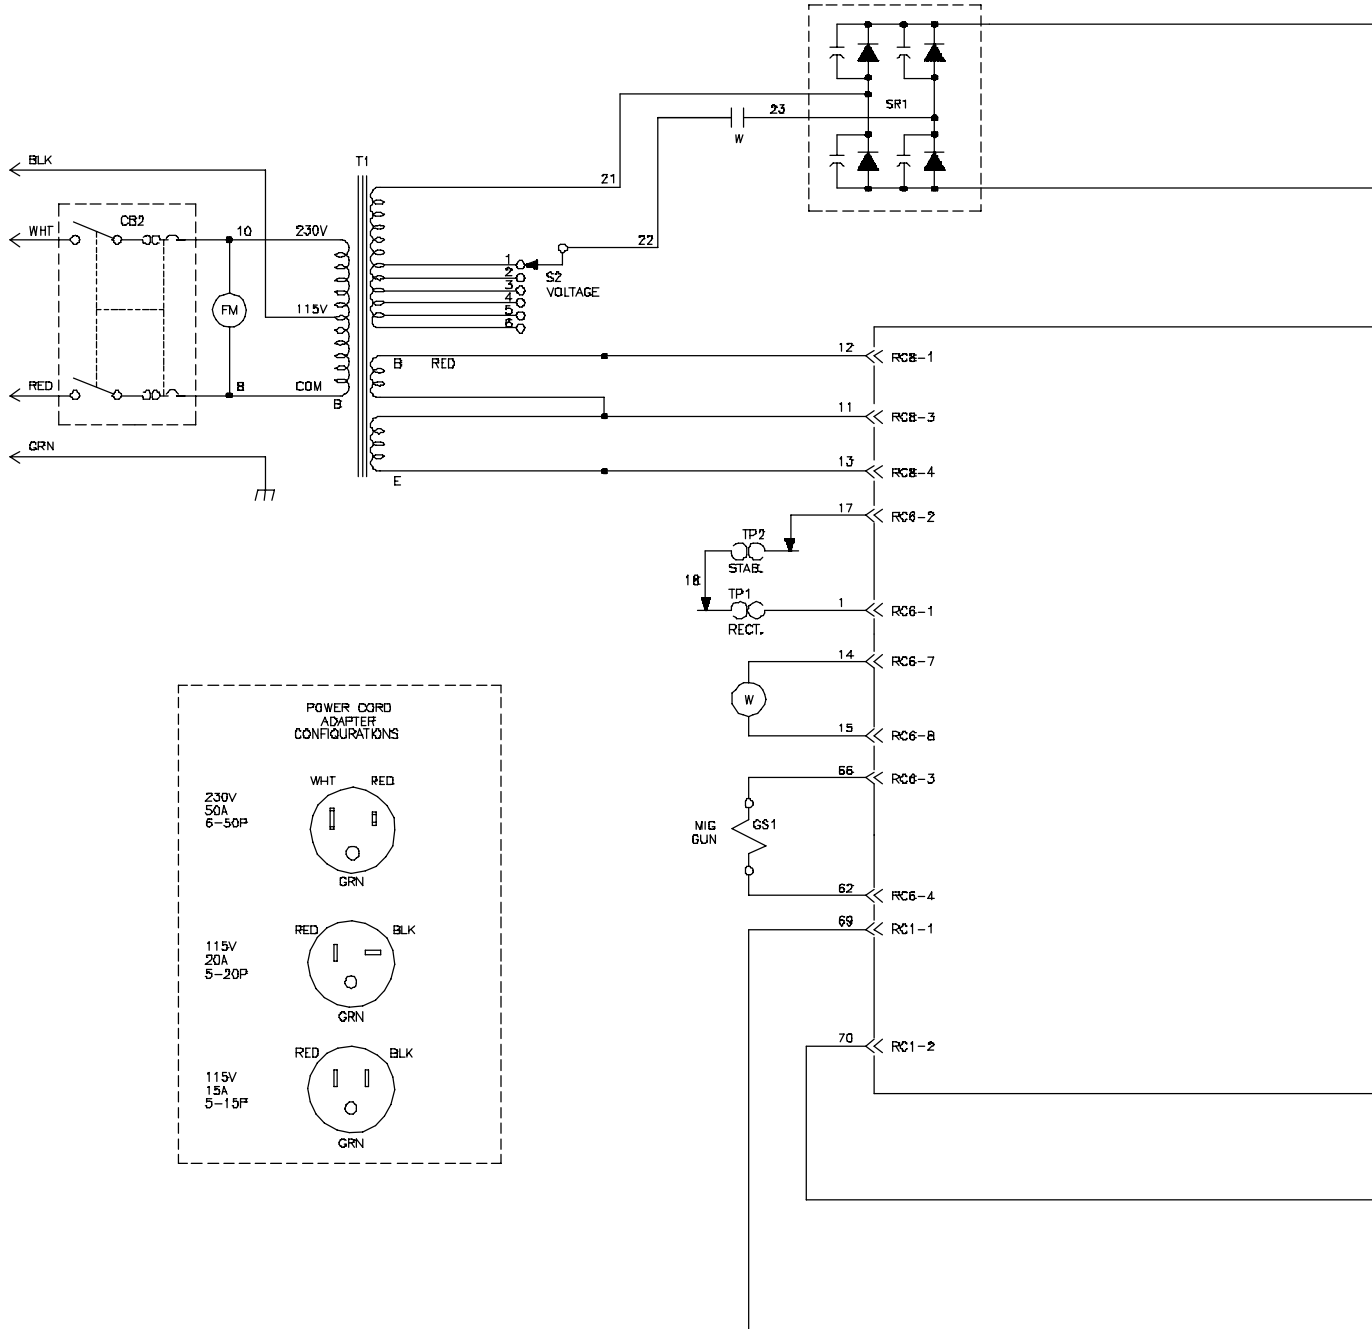 SR1
23
W
BLK
T1
21
CB2
WHT
10
230V
22
1
2
3
4
5
6
S2
VOLTAGE
FM
115V
12
RC8-1
B
RED
RED
8
COM
B
11
RC8-3
GRN
13
RC8-4
E
17
RC6-2
TP2
STAB.
18
TP1
1
RC6-1
RECT.
14
RC6-7
W
15
RC6-8
POWER CORD
ADAPTER
CONFIQURATIONS
66
RC6-3
WHT
RED
230V
50A
6-50P
GRN
MIG
GUN
GS1
62
RC6-4
69
RC1-1
RED
BLK
115V
20A
5-20P
GRN
70
RC1-2
RED
BLK
115V
15A
5-15P
GRN